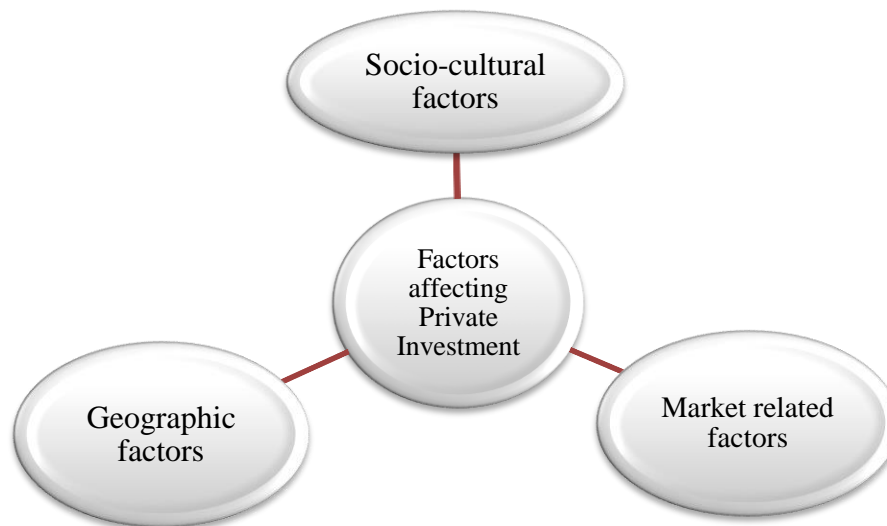 Socio-cultural
factors
Factors
affecting
Private
Investment
Geographic
factors
Market related
factors